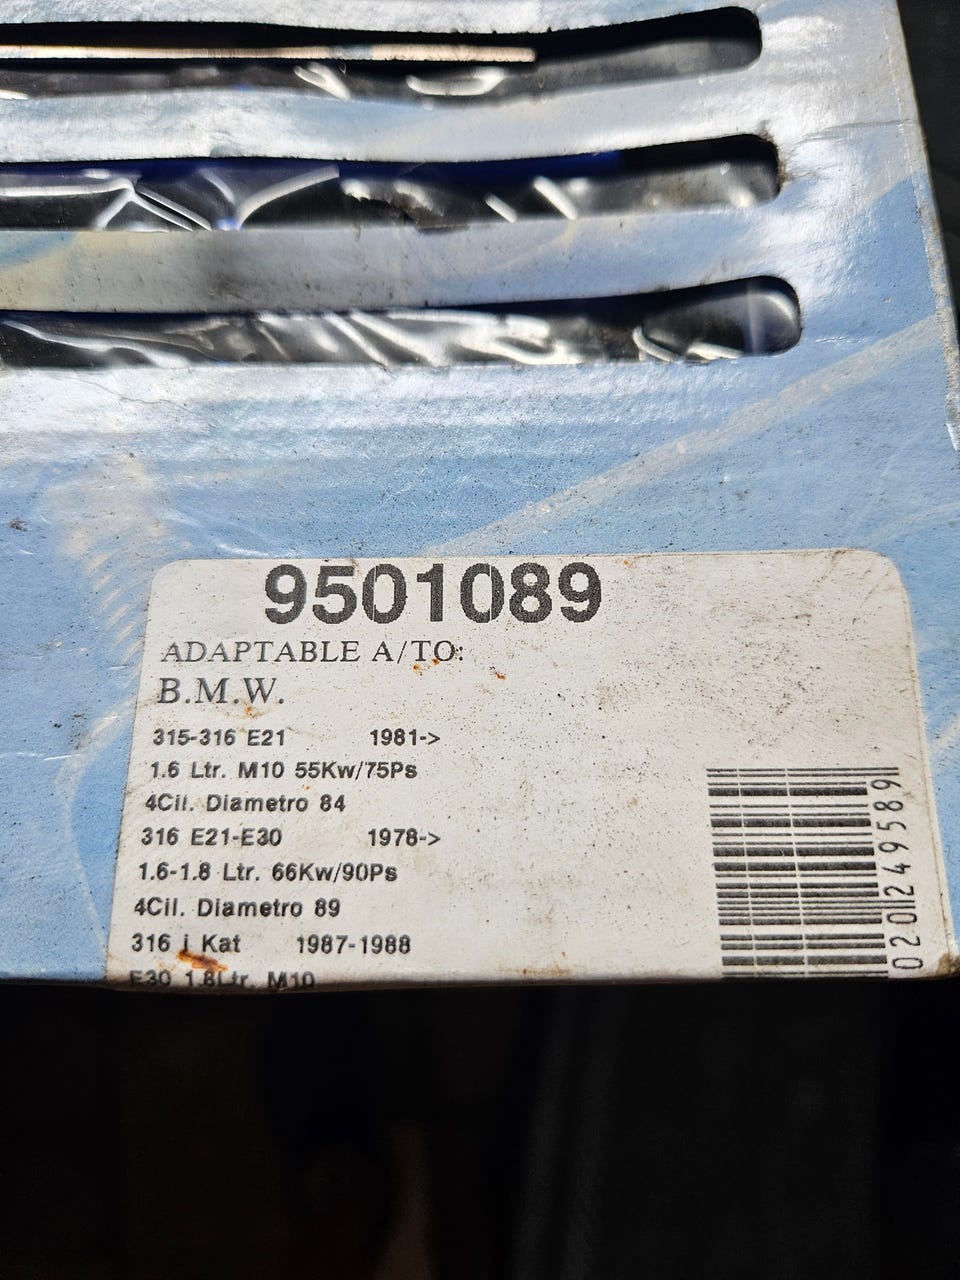 9501089
ADAPTABLE A/TO:
B.M.W.
315-316 E21 1981->
1.6 Ltr. M10 55Kw/75Ps
4Cil. Diametro 84
316 E21-E30 1978->
1.6-1.8 Ltr. 66Kw/90Ps
4Cil. Diametro 89
316 i Kat 1987-1988
E30 1.8Ltr. M10
0201249589